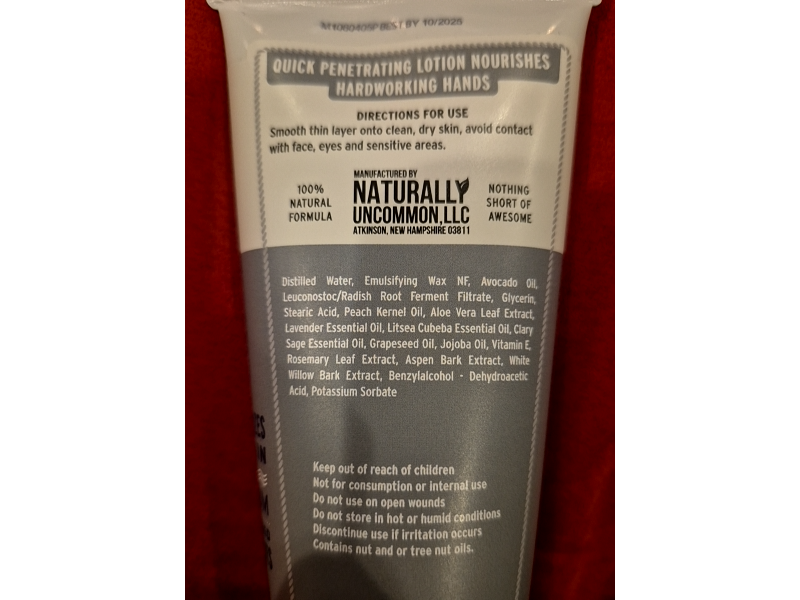 BEST BY 10/2025
QUICK PENETRATING LOTION NOURISHES
HARDWORKING HANDS
DIRECTIONS FOR USE
Smooth thin layer onto clean, dry skin, avoid contact
with face, eyes and sensitive areas.
100%
NATURAL
FORMULA
MANUFACTURED BY
NATURALLY
UNCOMMON, LLC
ATKINSON, NEW HAMPSHIRE 03811
NOTHING
SHORT OF
AWESOME
Distilled Water, Emulsifying Wax NF, Avocado Oil,
Leuconostoc/Radish Root Ferment Filtrate, Glycerin,
Stearic Acid, Peach Kernel Oil, Aloe Vera Leaf Extract,
Lavender Essential Oil, Litsea Cubeba Essential Oil, Clary
Sage Essential Oil, Grapeseed Oil, Jojoba Oil, Vitamin E,
Rosemary Leaf Extract, Aspen Bark Extract, White
Willow Bark Extract, Benzylalcohol - Dehydroacetic
Acid, Potassium Sorbate
Keep out of reach of children
Not for consumption or internal use
Do not use on open wounds
Do not store in hot or humid conditions
Discontinue use if irritation occurs
Contains nut and or tree nut oils.